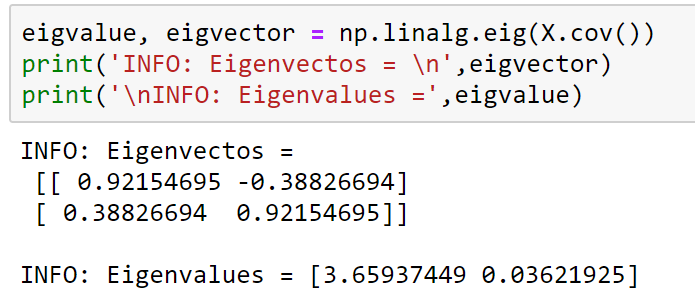 eigvalue, eigvector = np.linalg.eig(X.cov())
print('INFO: Eigenvectos = \n',eigvector)
print('\nINFO: Eigenvalues =',eigvalue)
INFO: Eigenvectos =
[[ 0.92154695 -0.38826694]
[ 0.38826694  0.92154695]]
INFO: Eigenvalues = [3.65937449 0.03621925]